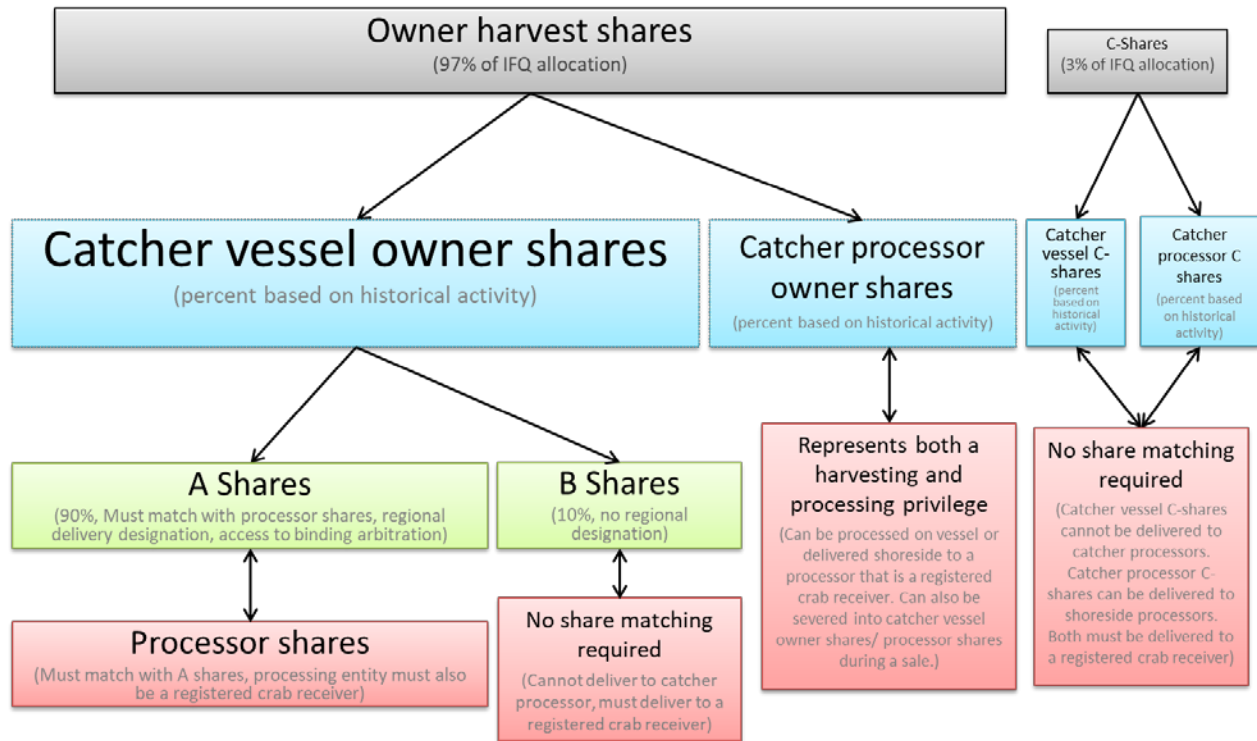 Owner harvest shares
(97% of IFQ allocation)
C-Shares
(3% of IFQ allocation)
Catcher vessel owner shares
(percent based on historical activity)
Catcher processor
owner shares
(percent based on historical activity)
Catcher
vessel C-
shares
(percent
based on
historical
activity)
Catcher
processor C
shares
(percent based
on historical
activity)
A Shares
(90%, Must match with processor shares, regional
delivery designation, access to binding arbitration)
B Shares
(10%, no regional
designation)
Represents both a
harvesting and
processing privilege
(Can be processed on vessel or
delivered shoreside to a
processor that is a registered
crab receiver. Can also be
severed into catcher vessel
owner shares/ processor shares
during a sale.)
No share matching
required
(Catcher vessel C-shares
cannot be delivered to
catcher processors.
Catcher processor C-
shares can be delivered to
shoreside processors.
Both must be delivered to
a registered crab receiver)
Processor shares
(Must match with A shares, processing entity must also
be a registered crab receiver)
No share matching
required
(Cannot deliver to catcher
processor, must deliver to a
registered crab receiver)